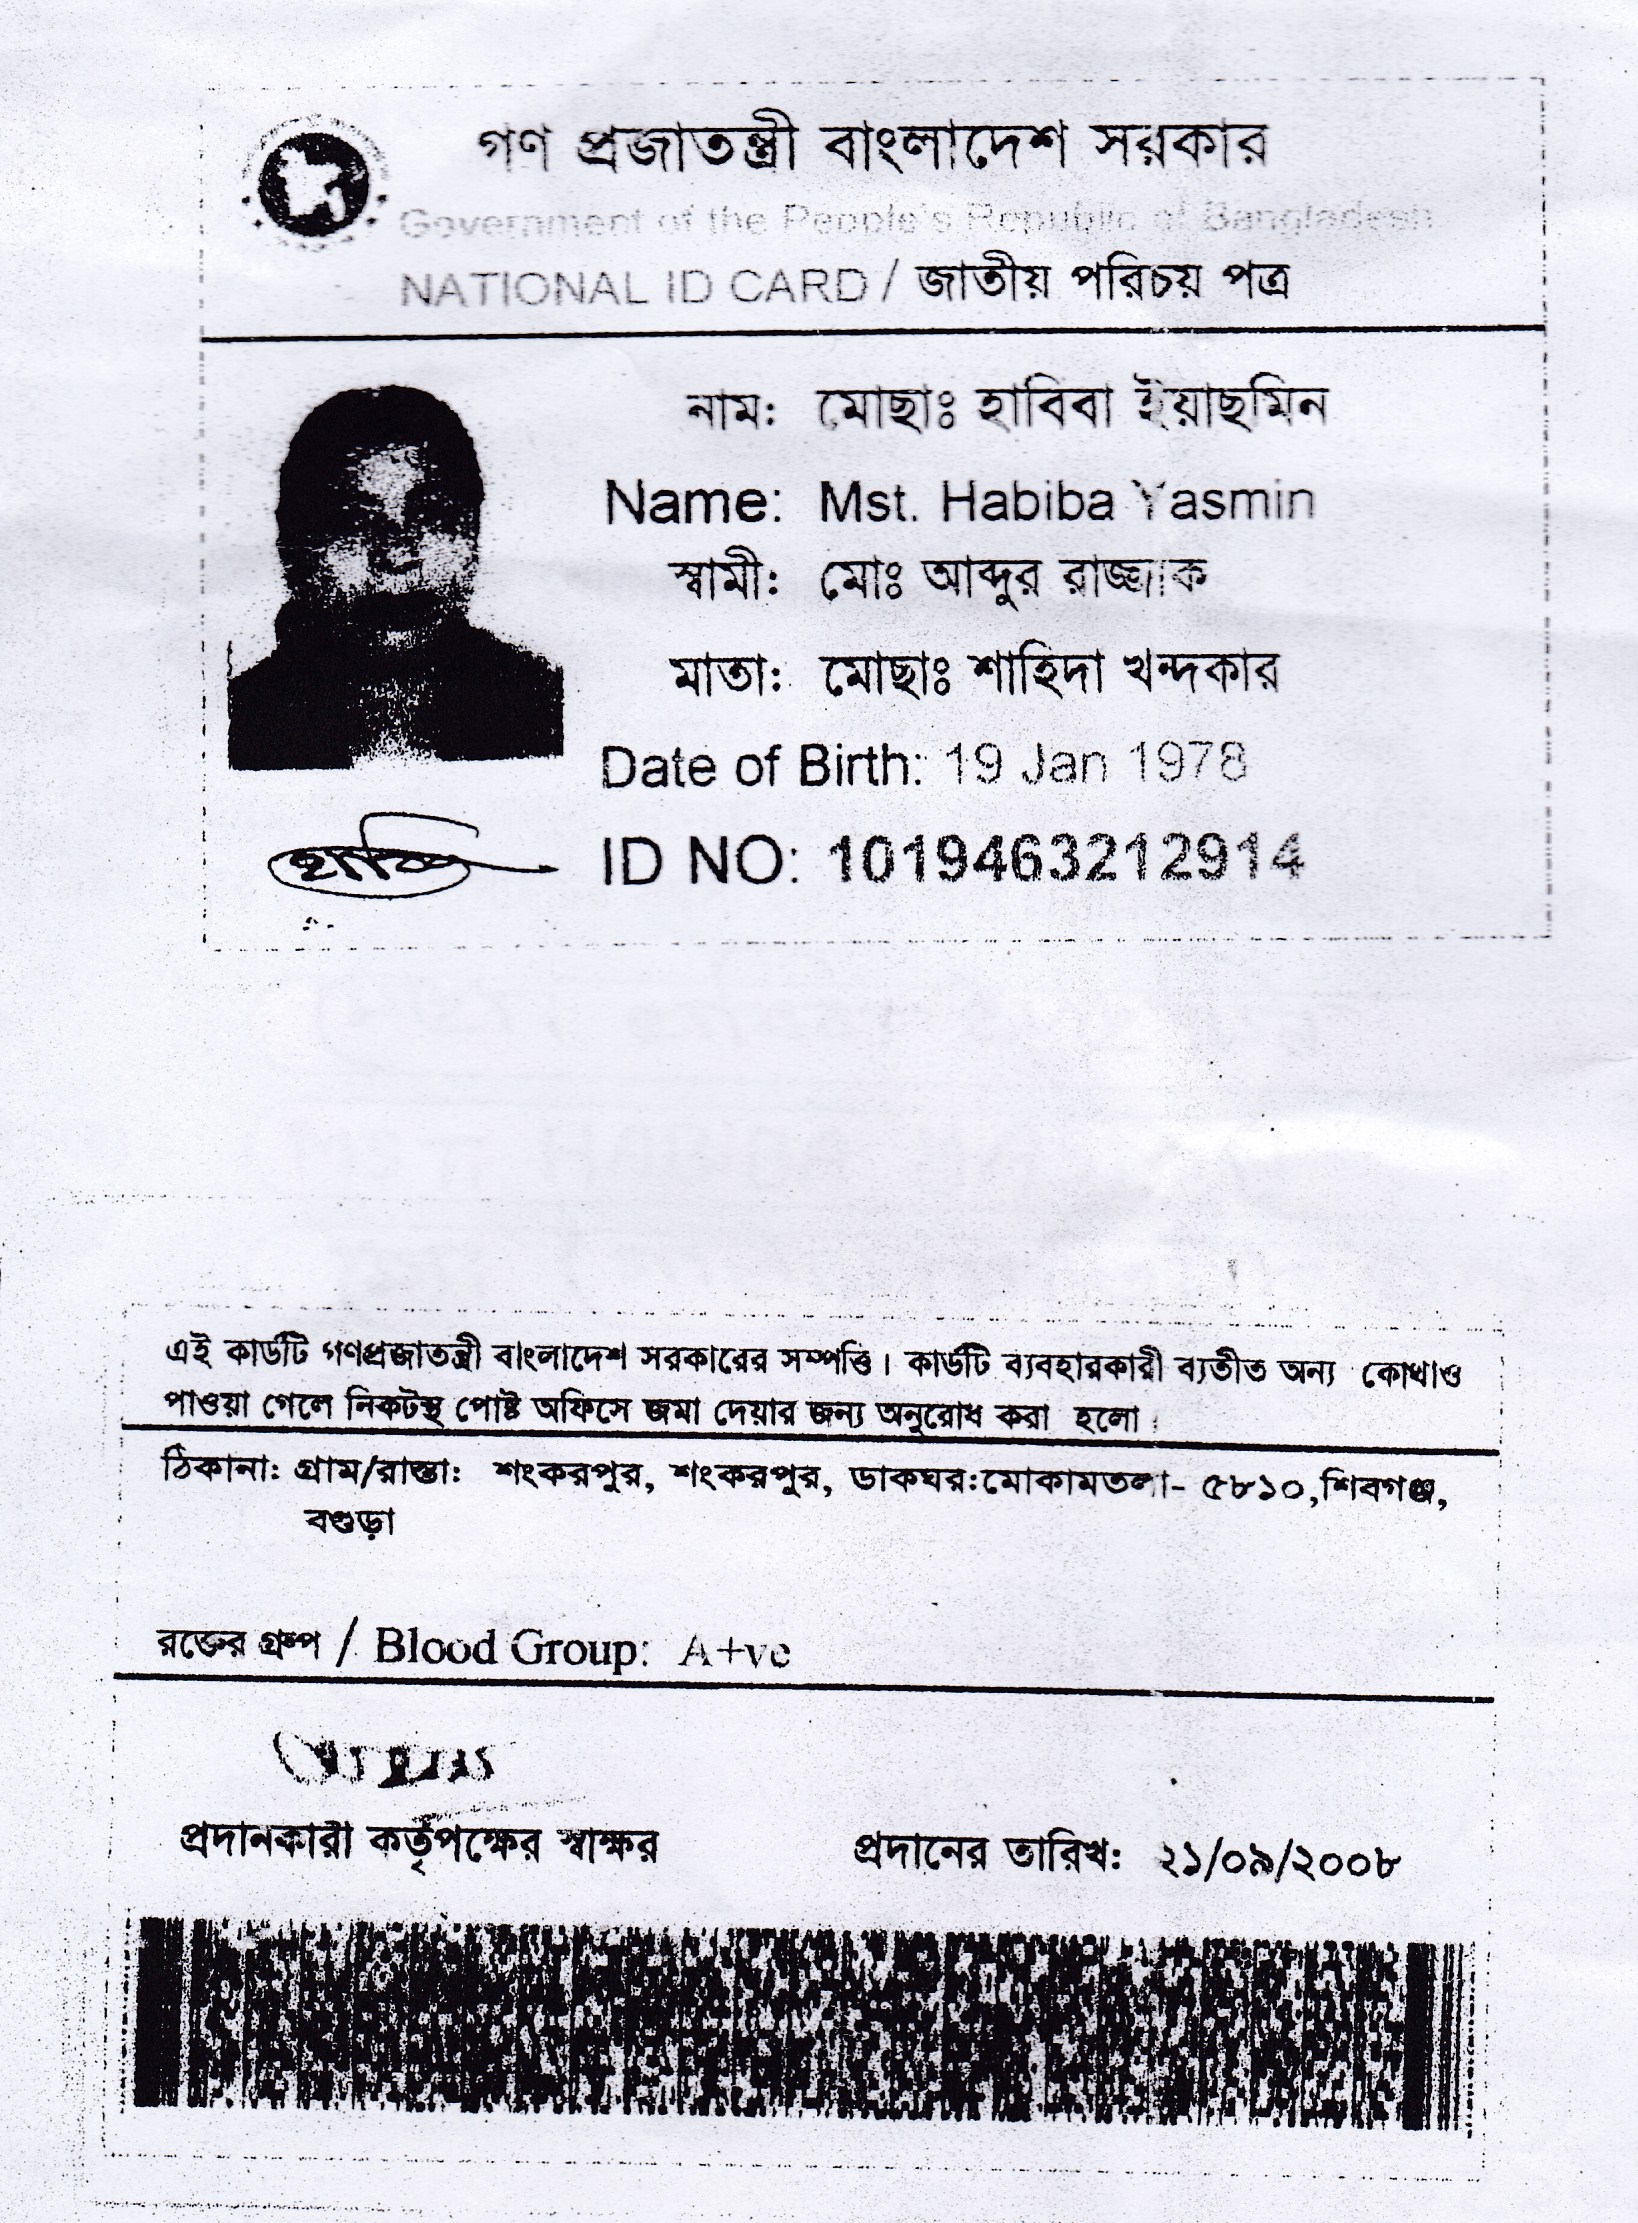 গণ প্রজাতন্ত্রী বাংলাদেশ সরকার
Government of the People's Republic of Bangladesh
NATIONAL ID CARD / জাতীয় পরিচয় পত্র
নাম: মোছাঃ হাবিবা ইয়াছমিন
Name: Mst. Habiba Yasmin
স্বামী: মোঃ আব্দুর রাজ্জাক
মাতা: মোছাঃ শাহিদা খন্দকার
Date of Birth: 19 Jan 1978
ID NO: 1019463212914
এই কার্ডটি গণপ্রজাতন্ত্রী বাংলাদেশ সরকারের সম্পত্তি। কার্ডটি ব্যবহারকারী ব্যতীত অন্য কোথাও
পাওয়া গেলে নিকটস্থ পোষ্ট অফিসে জমা দেয়ার জন্য অনুরোধ করা হলো।
ঠিকানা: গ্রাম/রাস্তা: শংকরপুর, শংকরপুর, ডাকঘর:মোকামতলা- ৫৮১০,শিবগঞ্জ,
বগুড়া
রক্তের গ্রুপ / Blood Group: A+ve
প্রদানকারী কর্তৃপক্ষের স্বাক্ষর
প্রদানের তারিখ: ২১/০৯/২০০৮